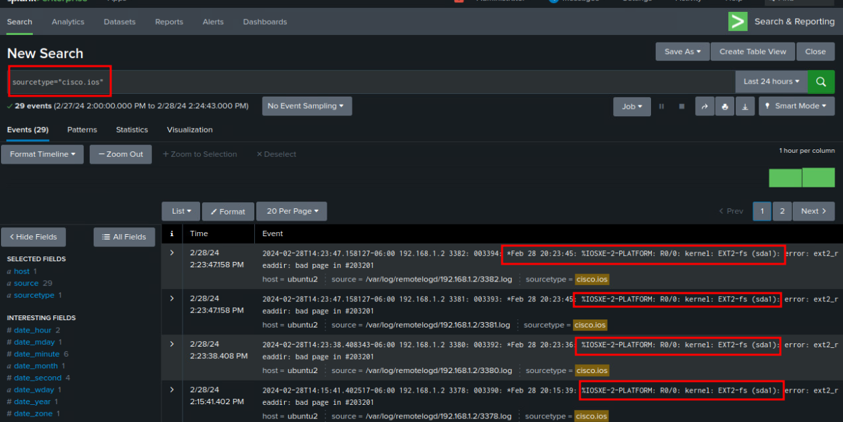 Search Analytics Datasets Reports Alerts Dashboards Search & Reporting
New Search
Save As Create Table View Close
sourcetype="cisco.ios"
Last 24 hours
29 events (2/27/24 2:00:00.000 PM to 2/28/24 2:24:43.000 PM) No Event Sampling Job Smart Mode
Events (29) Patterns Statistics Visualization
Format Timeline — Zoom Out + Zoom to Selection × Deselect
1 hour per column
List Format 20 Per Page < Prev 1 2 Next >
< Hide Fields All Fields
i Time Event
SELECTED FIELDS
a host 1
a source 29
a sourcetype 1
INTERESTING FIELDS
# date_hour 2
# date_mday 1
# date_minute 6
a date_month 1
# date_second 4
a date_wday 1
# date_year 1
# date_zone 1
> 2/28/24 2:23:47.158 PM
2024-02-28T14:23:47.158127-06:00 192.168.1.2 3382: 003394: *Feb 28 20:23:45: %IOSXE-2-PLATFORM: R0/0: kernel: EXT2-fs (sda1): error: ext2_r
eaddir: bad page in #203201
host = ubuntu2 source = /var/log/remotelogd/192.168.1.2/3382.log sourcetype = cisco.ios
> 2/28/24 2:23:47.158 PM
2024-02-28T14:23:47.158127-06:00 192.168.1.2 3381: 003393: *Feb 28 20:23:45: %IOSXE-2-PLATFORM: R0/0: kernel: EXT2-fs (sda1): error: ext2_r
eaddir: bad page in #203201
host = ubuntu2 source = /var/log/remotelogd/192.168.1.2/3381.log sourcetype = cisco.ios
> 2/28/24 2:23:38.408 PM
2024-02-28T14:23:38.408343-06:00 192.168.1.2 3380: 003392: *Feb 28 20:23:36: %IOSXE-2-PLATFORM: R0/0: kernel: EXT2-fs (sda1): error: ext2_r
eaddir: bad page in #203201
host = ubuntu2 source = /var/log/remotelogd/192.168.1.2/3380.log sourcetype = cisco.ios
> 2/28/24 2:15:41.402 PM
2024-02-28T14:15:41.402517-06:00 192.168.1.2 3378: 003390: *Feb 28 20:15:39: %IOSXE-2-PLATFORM: R0/0: kernel: EXT2-fs (sda1): error: ext2_r
eaddir: bad page in #203201
host = ubuntu2 source = /var/log/remotelogd/192.168.1.2/3378.log sourcetype = cisco.ios